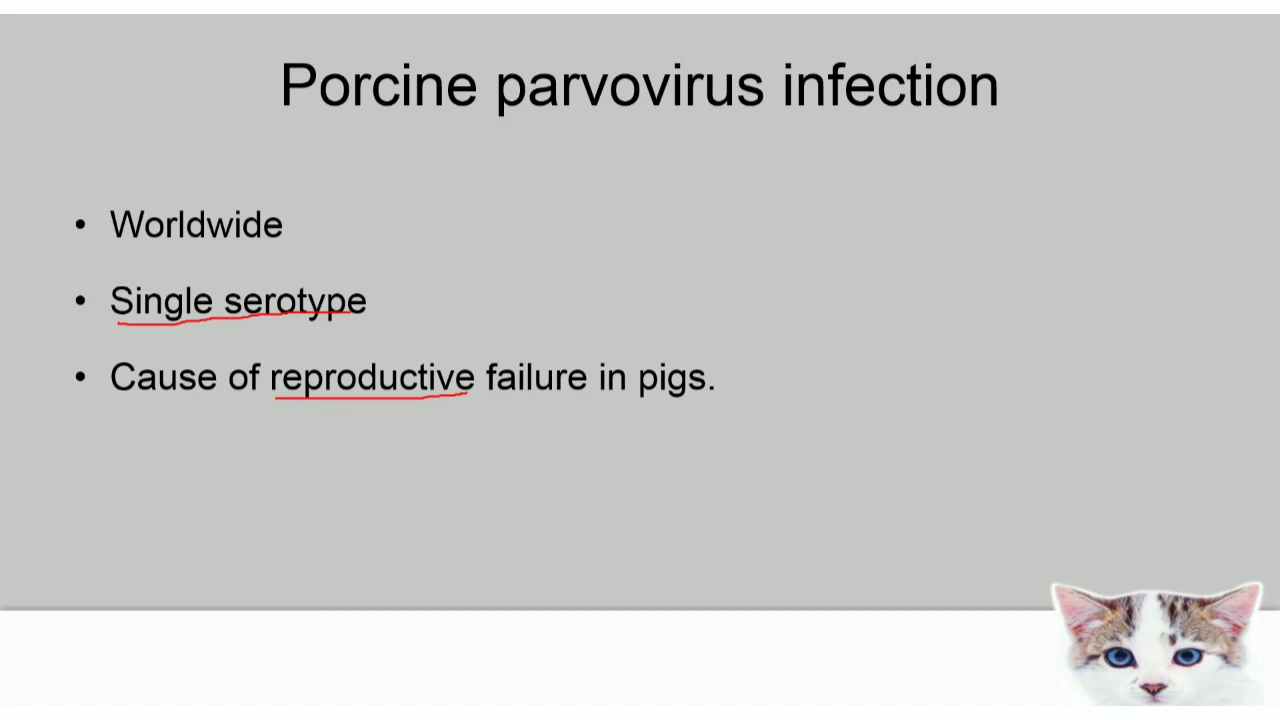 Porcine parvovirus infection
• Worldwide
• Single serotype
• Cause of reproductive failure in pigs.